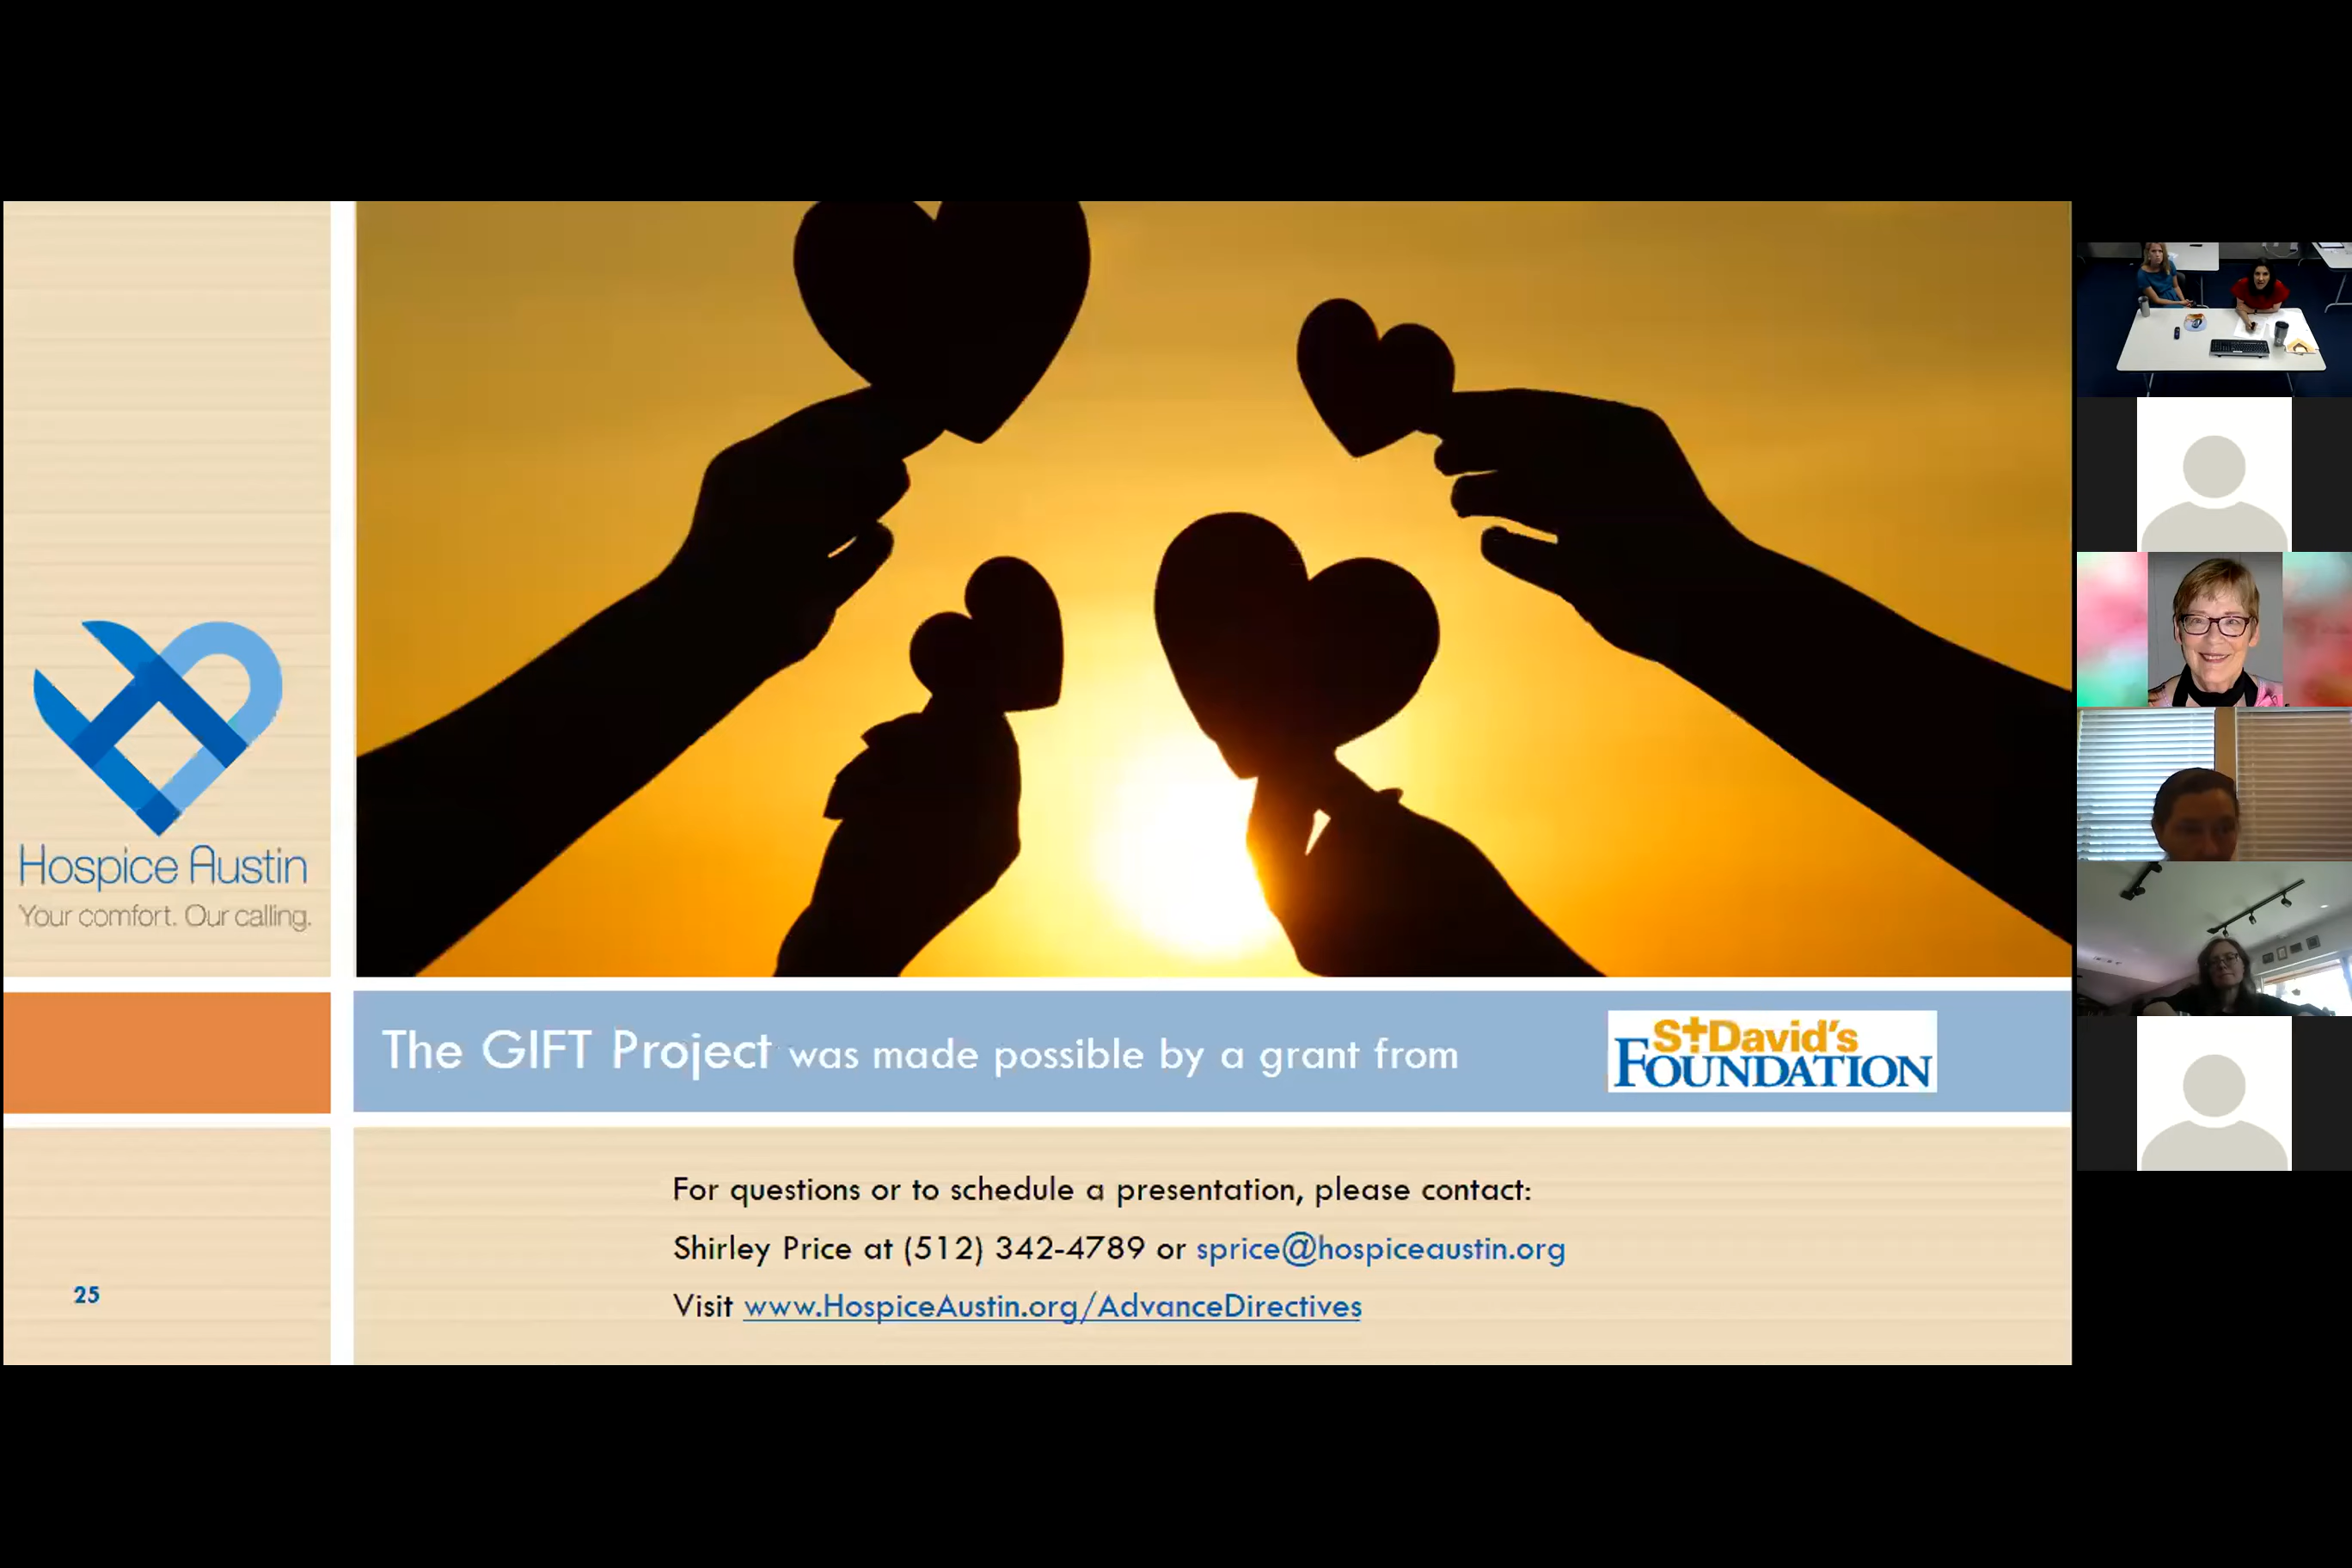 Hospice Austin
Your comfort. Our calling.
The GIFT Project was made possible by a grant from
St David's
FOUNDATION
For questions or to schedule a presentation, please contact:
Shirley Price at (512) 342-4789 or sprice@hospiceaustin.org
Visit www.HospiceAustin.org/AdvanceDirectives
25